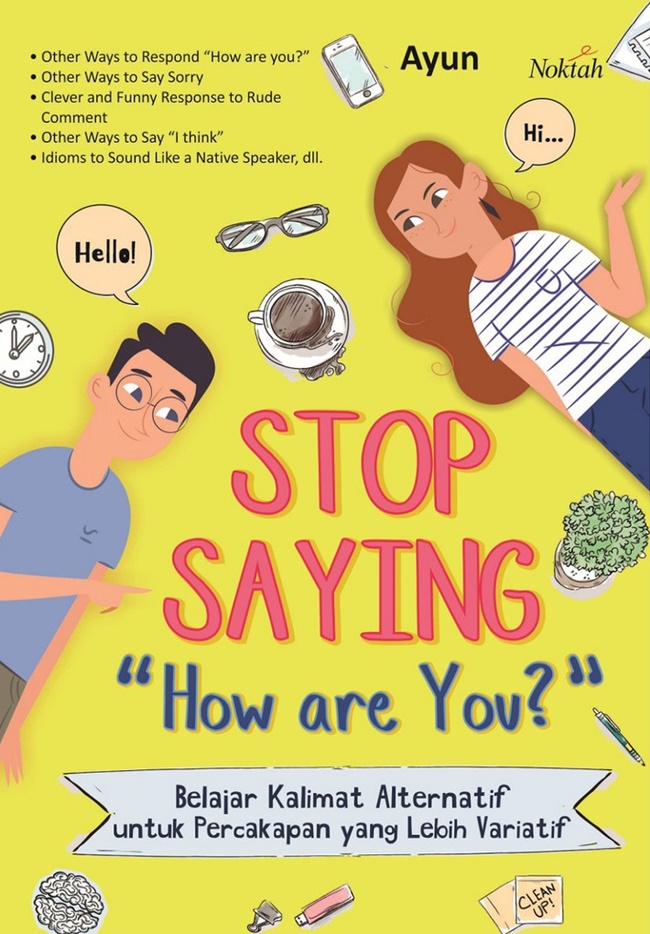 • Other Ways to Respond “How are you?”
• Other Ways to Say Sorry
• Clever and Funny Response to Rude
Comment
• Other Ways to Say “I think”
• Idioms to Sound Like a Native Speaker, dll.
Ayun
Noktah
Hi...
Hello!
STOP
SAYING
“How are You?”
Belajar Kalimat Alternatif
untuk Percakapan yang Lebih Variatif
CLEAN
UP!